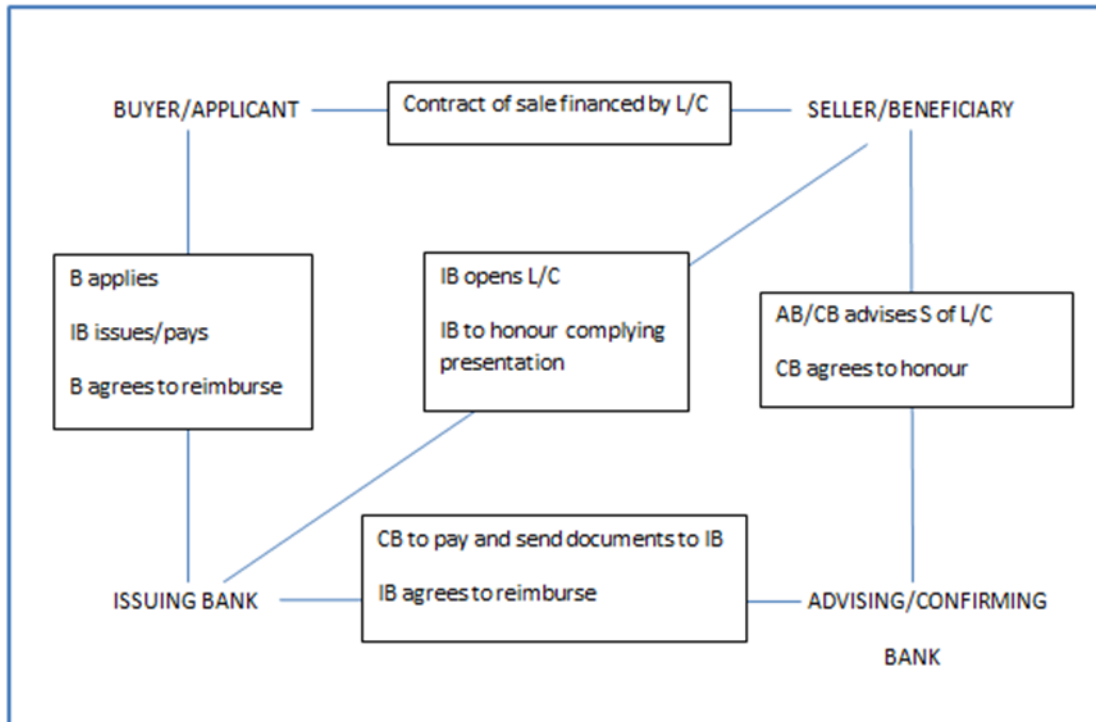 BUYER/APPLICANT
Contract of sale financed by L/C
SELLER/BENEFICIARY
B applies
IB issues/pays
B agrees to reimburse
IB opens L/C
IB to honour complying
presentation
AB/CB advises S of L/C
CB agrees to honour
CB to pay and send documents to IB
IB agrees to reimburse
ISSUING BANK
ADVISING/CONFIRMING
BANK